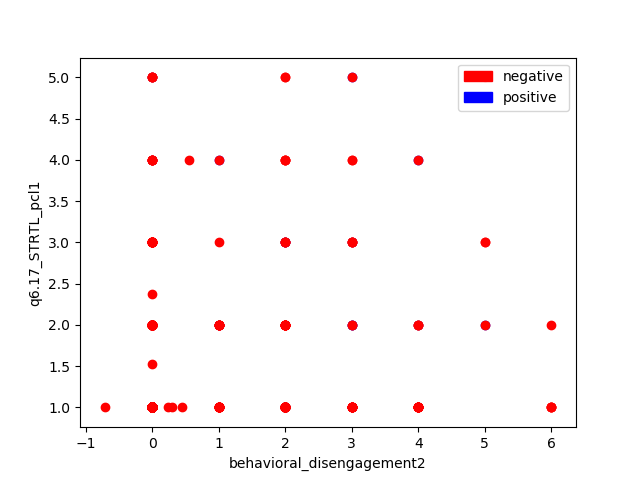 negative
positive
5.0
4.5
4.0
3.5
3.0
2.5
2.0
1.5
1.0
q6.17_STRTL_pcl1
−1 0 1 2 3 4 5 6
behavioral_disengagement2